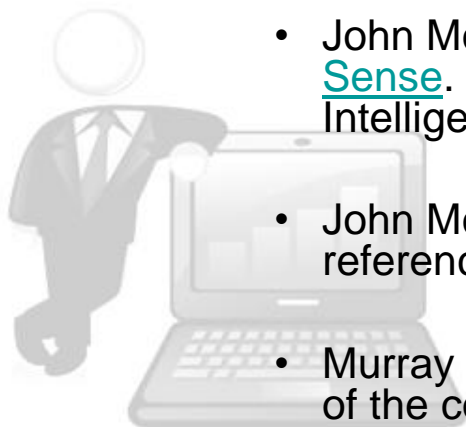 • John Mc
Sense.
Intellige
• John Mc
referenc
• Murray
of the co